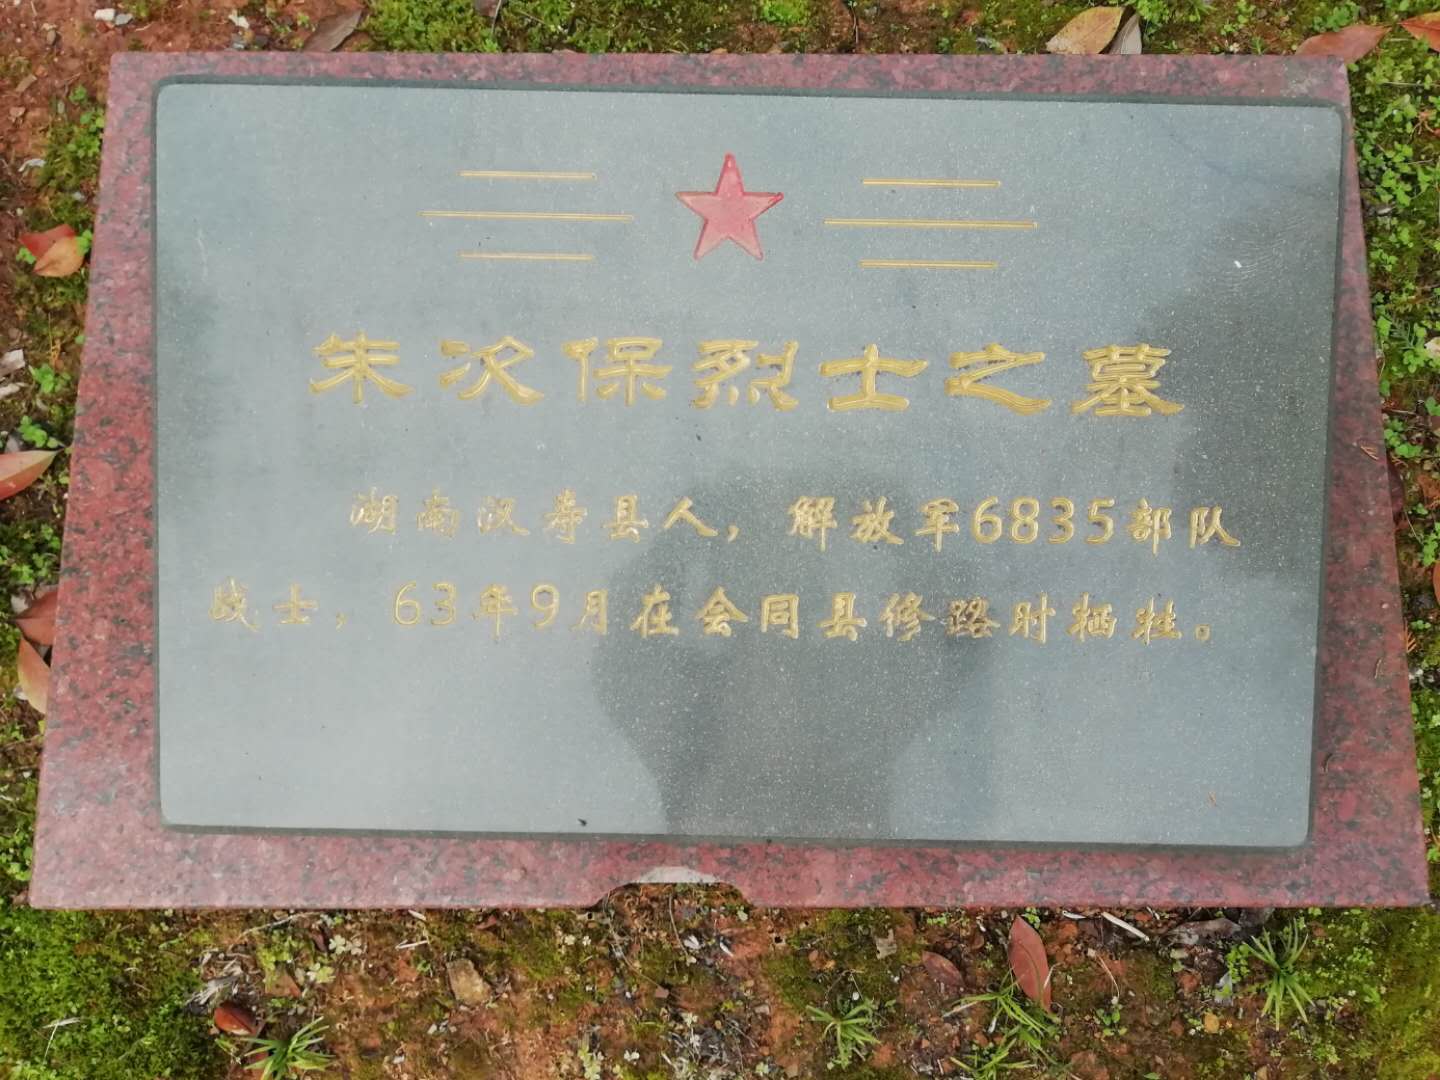 朱次保烈士之墓
湖南汉寿县人，解放军6835部队
战士，63年9月在会同县修路时牺牲。